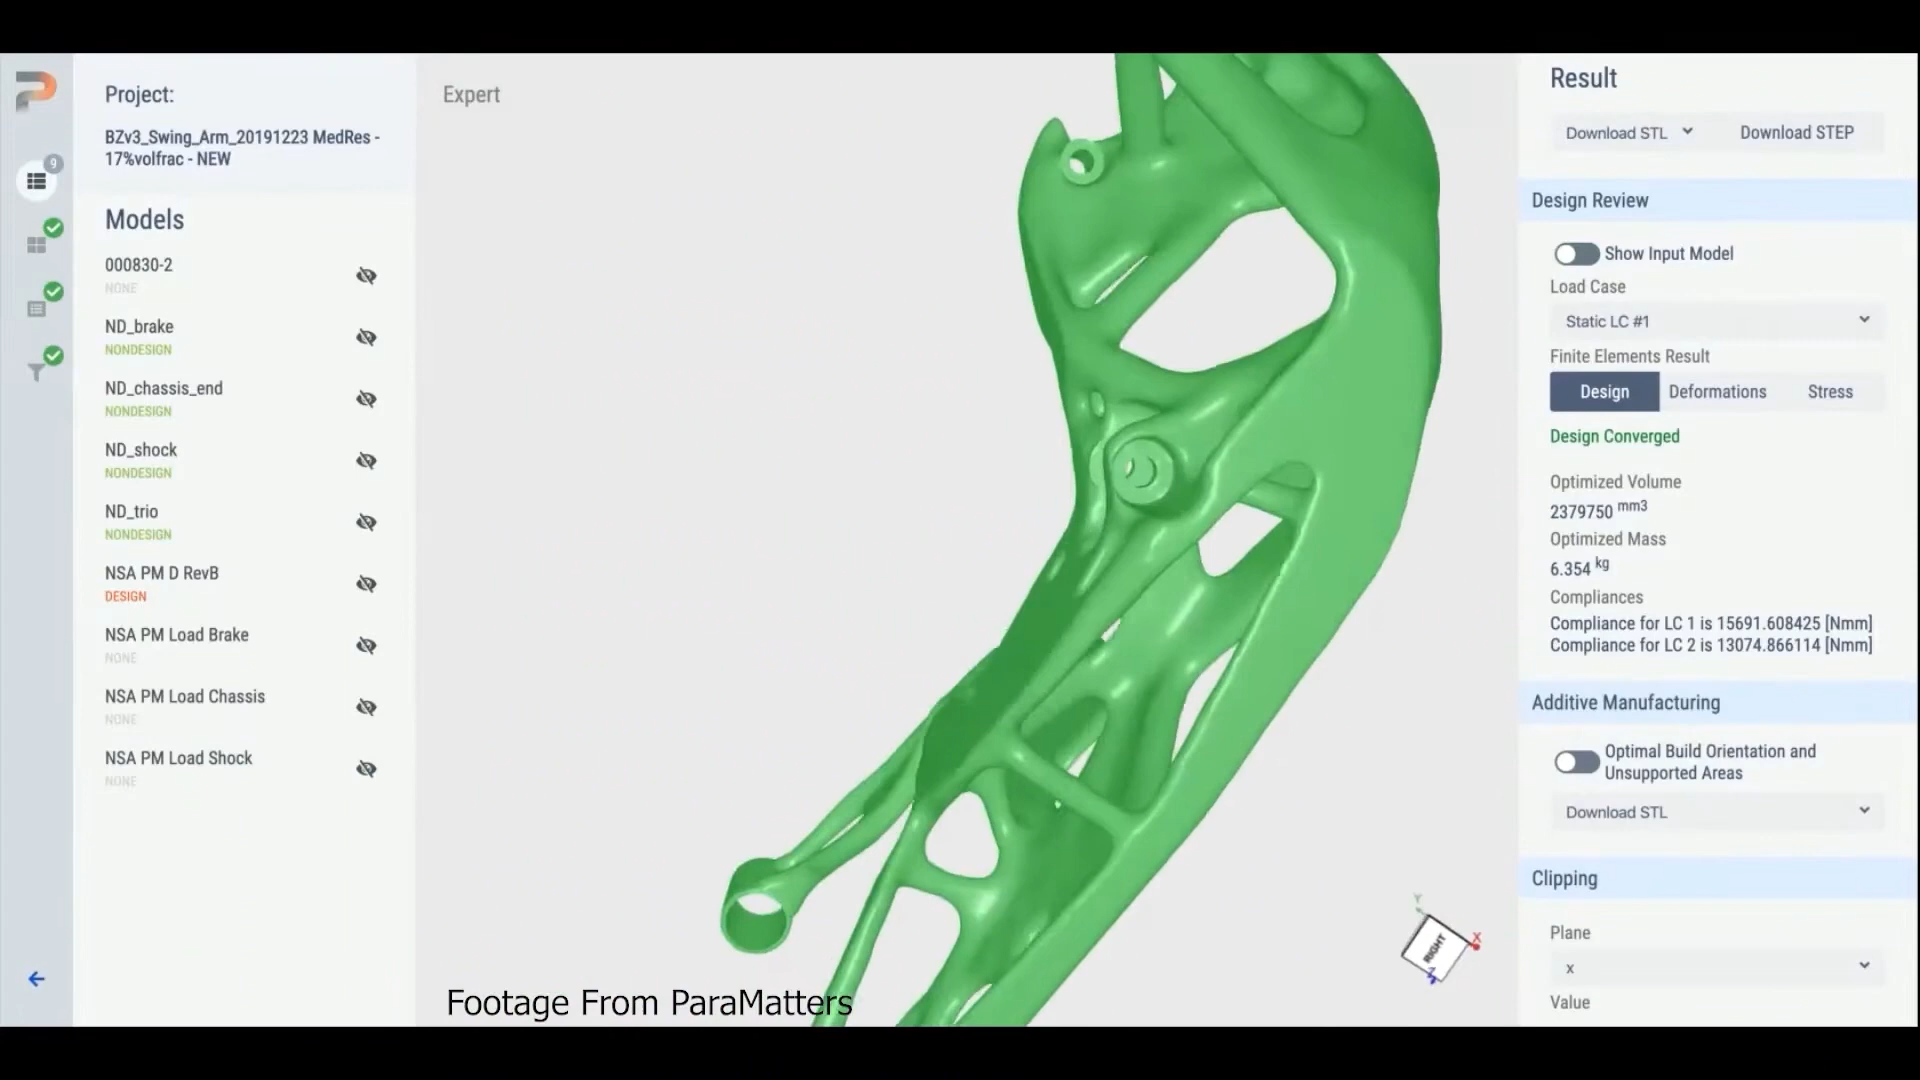 Project:
BZv3_Swing_Arm_20191223 MedRes -
17%volfrac - NEW
9
Models
000830-2
NONE
ND_brake
NONDESIGN
ND_chassis_end
NONDESIGN
ND_shock
NONDESIGN
ND_trio
NONDESIGN
NSA PM D RevB
DESIGN
NSA PM Load Brake
NONE
NSA PM Load Chassis
NONE
NSA PM Load Shock
NONE
Expert
Y
X
RIGHT
Z
Footage From ParaMatters
Result
Download STL
Download STEP
Design Review
Show Input Model
Load Case
Static LC #1
Finite Elements Result
Design
Deformations
Stress
Design Converged
Optimized Volume
2379750 mm3
Optimized Mass
6.354 kg
Compliances
Compliance for LC 1 is 15691.608425 [Nmm]
Compliance for LC 2 is 13074.866114 [Nmm]
Additive Manufacturing
Optimal Build Orientation and
Unsupported Areas
Download STL
Clipping
Plane
x
Value